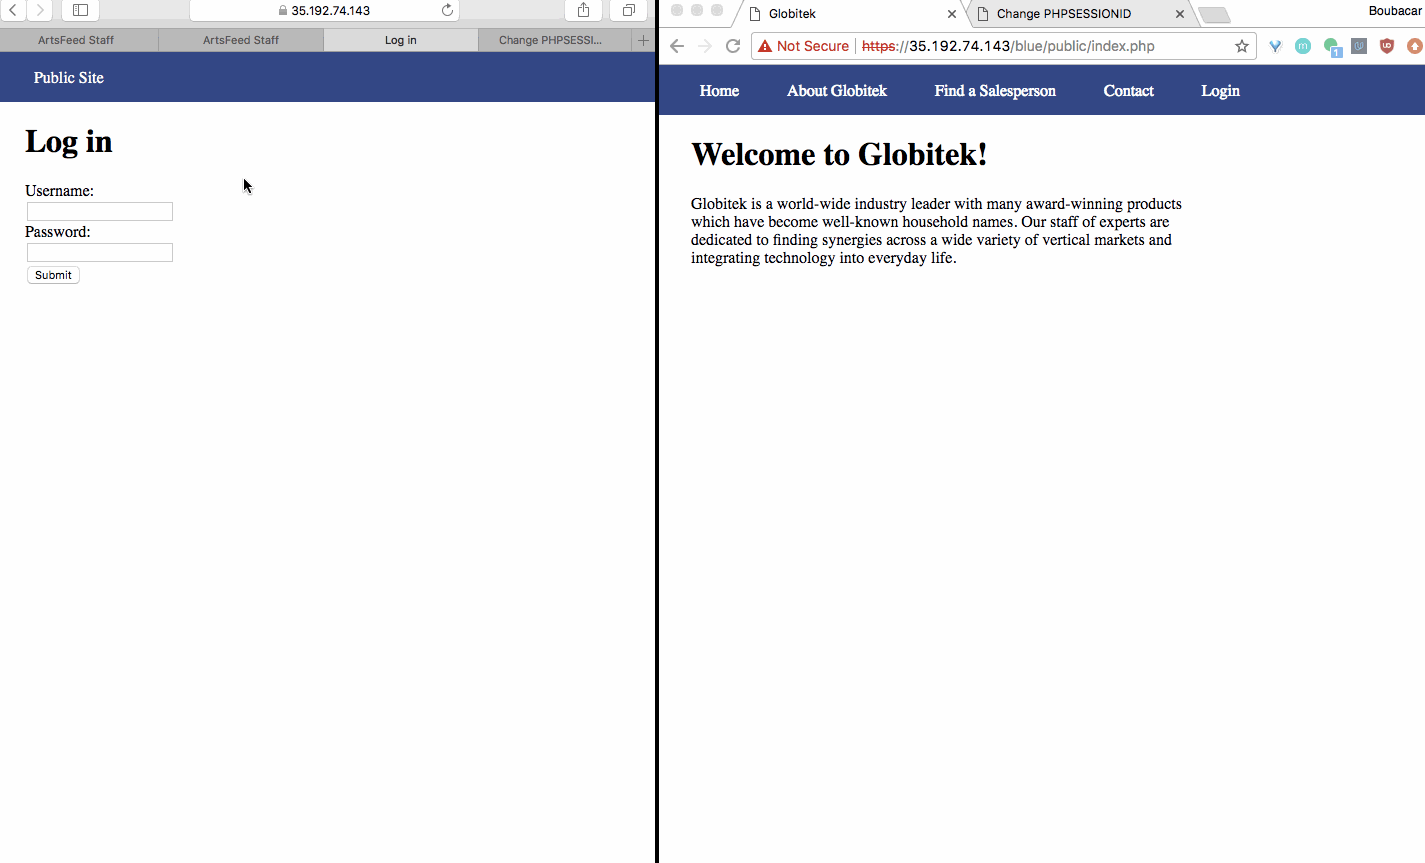 35.192.74.143
ArtsFeed Staff
ArtsFeed Staff
Log in
Change PHPSESSI...
Public Site
Log in
Username:
Password:
Submit
Globitek
Change PHPSESSIONID
Boubacar
Not Secure
https://35.192.74.143/blue/public/index.php
m
1
Home
About Globitek
Find a Salesperson
Contact
Login
Welcome to Globitek!
Globitek is a world-wide industry leader with many award-winning products
which have become well-known household names. Our staff of experts are
dedicated to finding synergies across a wide variety of vertical markets and
integrating technology into everyday life.